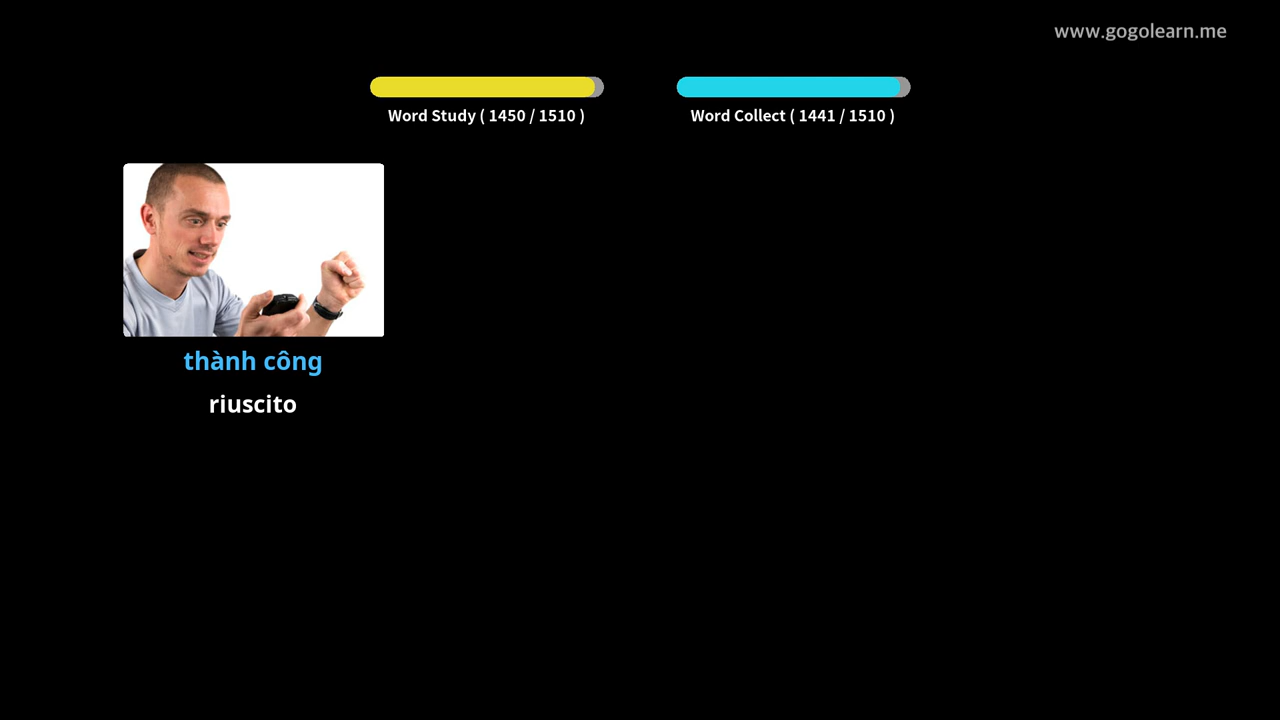 www.gogolearn.me
Word Study ( 1450 / 1510 )
Word Collect ( 1441 / 1510 )
thành công
riuscito